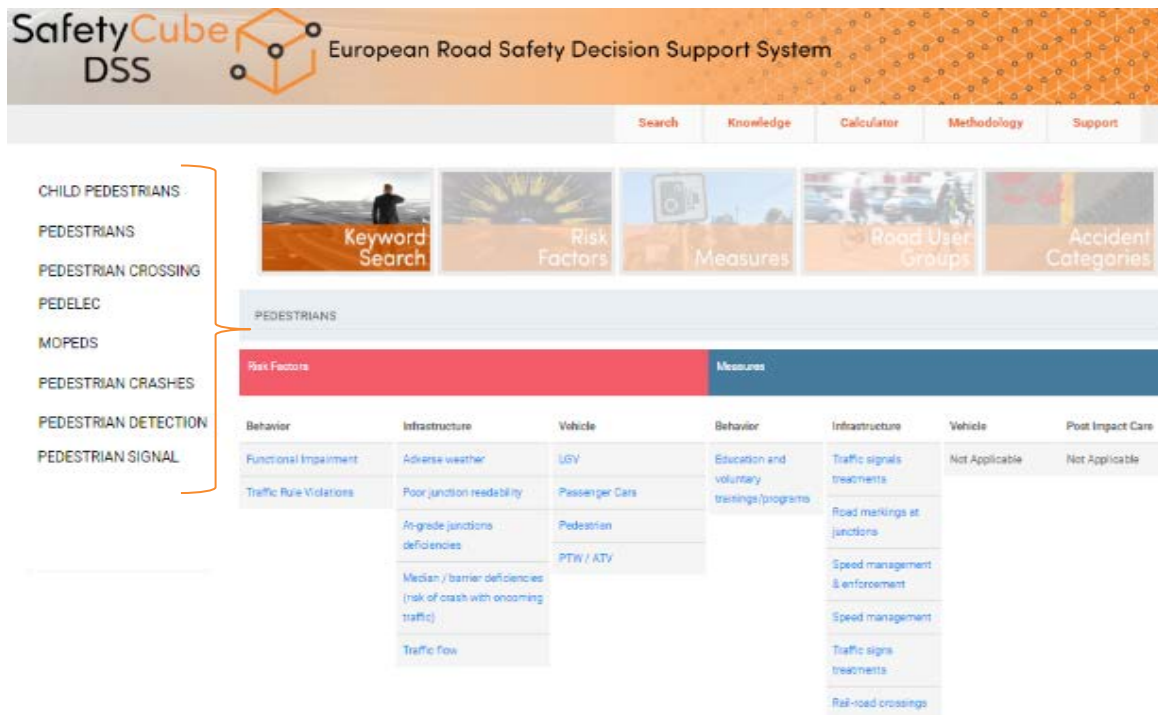 SafetyCube
DSS
European Road Safety Decision Support System
Search
Knowledge
Calculator
Methodology
Support
CHILD PEDESTRIANS
PEDESTRIANS
PEDESTRIAN CROSSING
PEDELEC
MOPEDS
PEDESTRIAN CRASHES
PEDESTRIAN DETECTION
PEDESTRIAN SIGNAL
Keyword
Search
Risk
Factors
Measures
Road User
Groups
Accident
Categories
PEDESTRIANS
Risk Factors
Behavior
Functional Impairment
Traffic Rule Violations
Infrastructure
Adverse weather
Poor junction readability
At-grade junctions
deficiencies
Median / barrier deficiencies
(risk of crash with oncoming
traffic)
Traffic flow
Vehicle
LGV
Passenger Cars
Pedestrian
PTW / ATV
Measures
Behavior
Education and
voluntary
trainings/programs
Infrastructure
Traffic signals
treatments
Road markings at
junctions
Speed management
& enforcement
Speed management
Traffic signs
treatments
Rail-road crossings
Vehicle
Not Applicable
Post Impact Care
Not Applicable